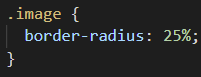 .image {
  border-radius: 25%;
}